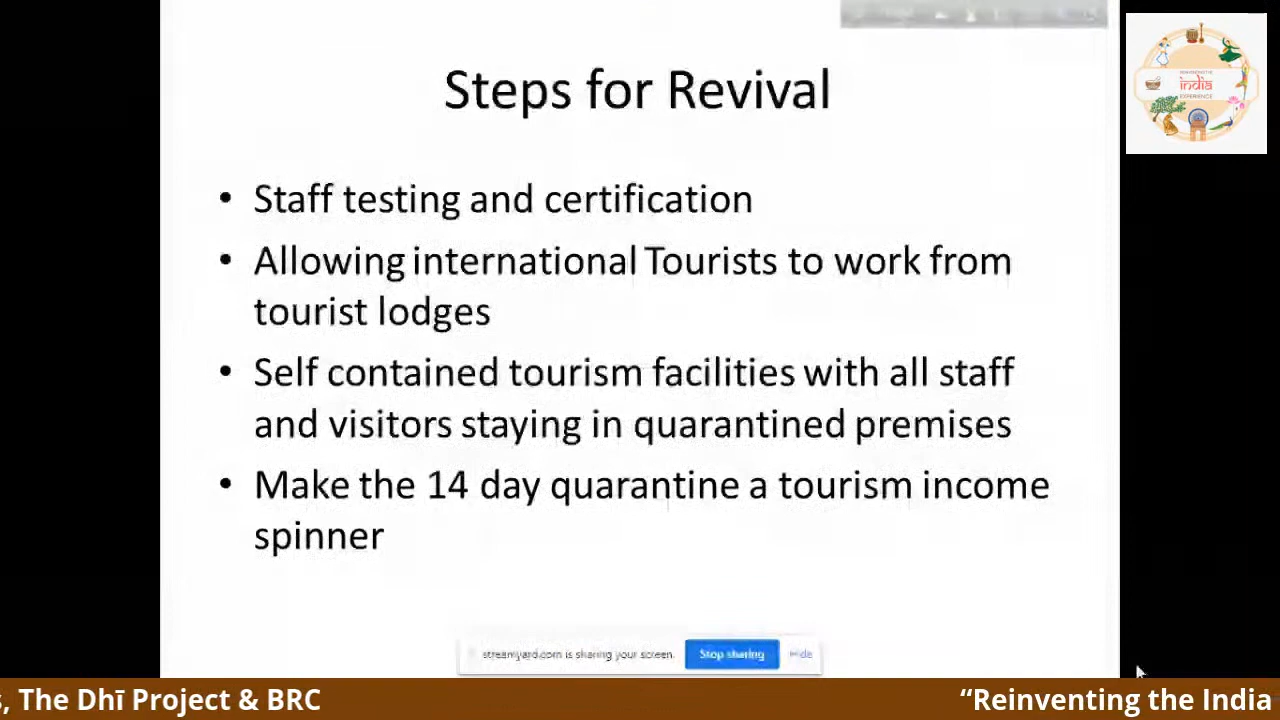 Steps for Revival
india
EXPERIENCE
• Staff testing and certification
• Allowing international Tourists to work from
tourist lodges
• Self contained tourism facilities with all staff
and visitors staying in quarantined premises
• Make the 14 day quarantine a tourism income
spinner
streamyard.com is sharing your screen.
Stop sharing
Hide
, The Dhī Project & BRC
“Reinventing the India